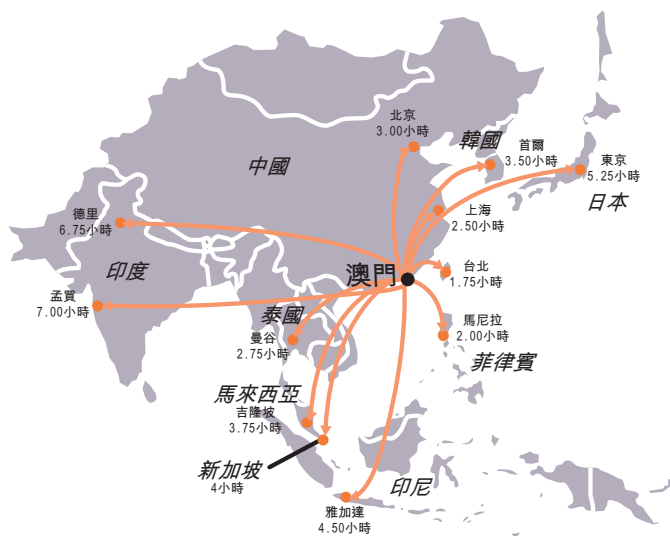 北京
3.00小時
韓國
首爾
3.50小時
東京
5.25小時
日本
中國
德里
6.75小時
上海
2.50小時
印度
澳門
台北
1.75小時
孟買
7.00小時
泰國
曼谷
2.75小時
馬尼拉
2.00小時
菲律賓
馬來西亞
吉隆坡
3.75小時
新加坡
4小時
印尼
雅加達
4.50小時